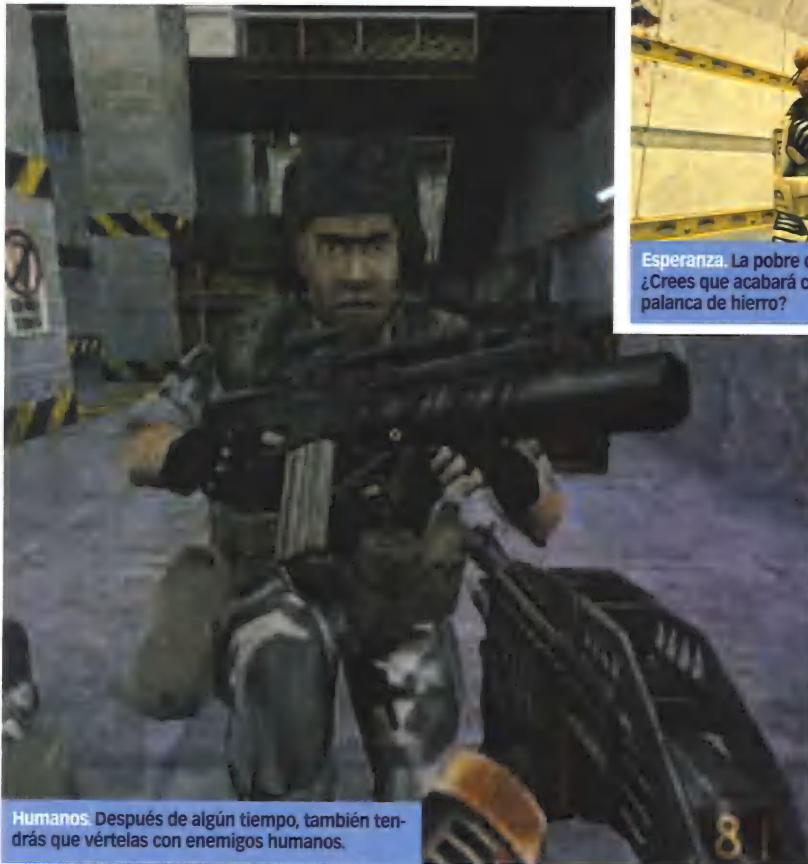 Esperanza. La pobre
¿Crees que acabará
palanca de hierro?
Humanos. Después de algún tiempo, también ten-
drás que vértelas con enemigos humanos.
8